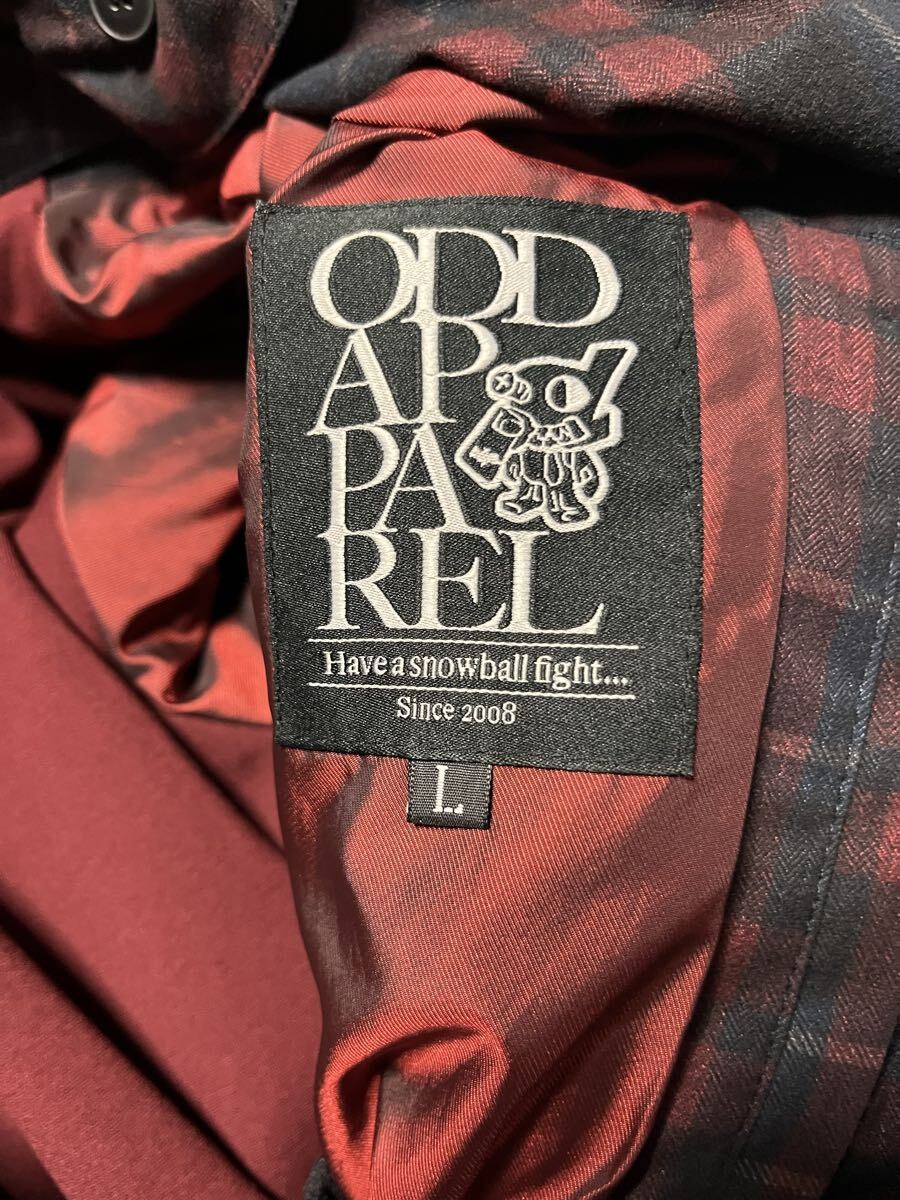 ODD
AP
PA
REL
Have a snowball fight...
Since 2008
L